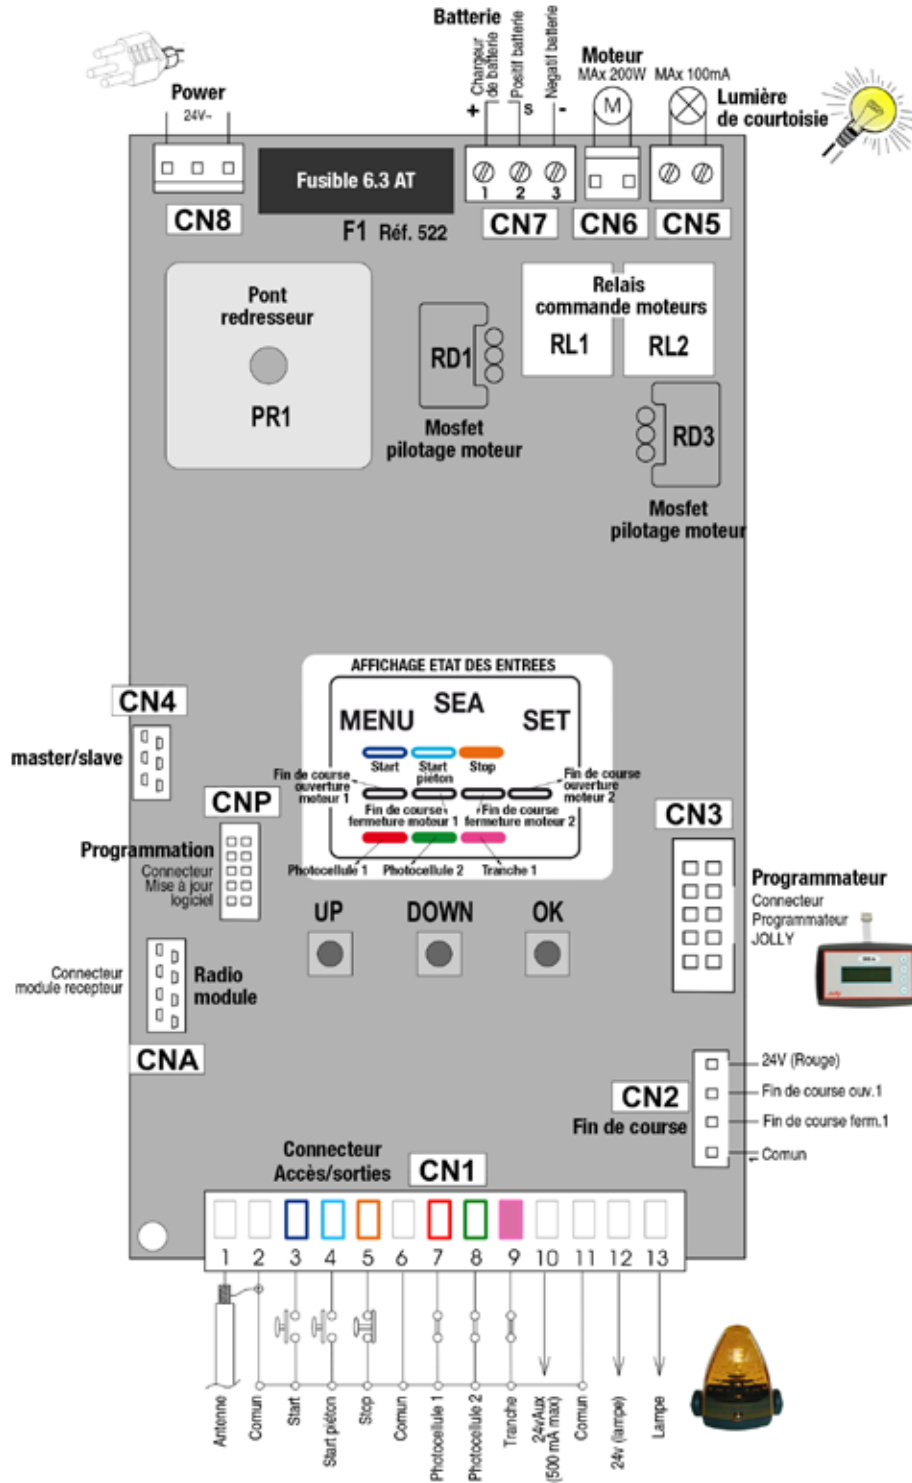 Batterie
+
Chargeur
de batterie
Positif batterie
S
Negatif batterie
-
Moteur
MAx 200W
M
MAx 100mA
Lumière
de courtoisie
Power
24V~
Fusible 6.3 AT
1 2 3
CN8
F1 Réf. 522
CN7
CN6
CN5
Pont
redresseur
PR1
Relais
commande moteurs
RL1
RL2
RD1
Mosfet
pilotage moteur
RD3
Mosfet
pilotage moteur
AFFICHAGE ETAT DES ENTREES
MENU
SEA
SET
Start
Start
piéton
Stop
Fin de course
ouverture
moteur 1
Fin de course
ouverture
moteur 2
Fin de course
fermeture moteur 1
Fin de course
fermeture moteur 2
Photocellule 1
Photocellule 2
Tranche 1
CN4
master/slave
CNP
Programmation
Connecteur
Mise à jour
logiciel
UP
DOWN
OK
CN3
Programmateur
Connecteur
Programmateur
JOLLY
Connecteur
module recepteur
Radio
module
CNA
CN2
Fin de course
24V (Rouge)
Fin de course ouv.1
Fin de course ferm.1
Comun
Connecteur
Accès/sorties
CN1
1 2 3 4 5 6 7 8 9 10 11 12 13
Antenne
Comun
Start
Start piéton
Stop
Comun
Photocellule 1
Photocellule 2
Tranche
24vAux
(500 mA max)
Comun
24v (lampe)
Lampe